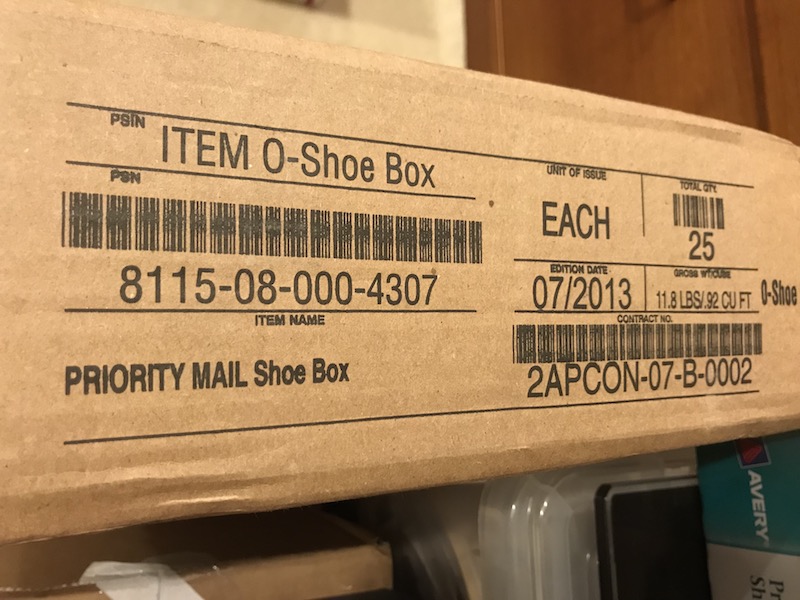 PSIN
ITEM O-Shoe Box
PSN
8115-08-000-4307
ITEM NAME
PRIORITY MAIL Shoe Box
UNIT OF ISSUE
EACH
TOTAL QTY.
25
EDITION DATE
07/2013
GROSS WT/CUBE
11.8 LBS/.92 CU FT
CONTRACT NO.
2APCON-07-B-0002
O-Shoe
AVERY